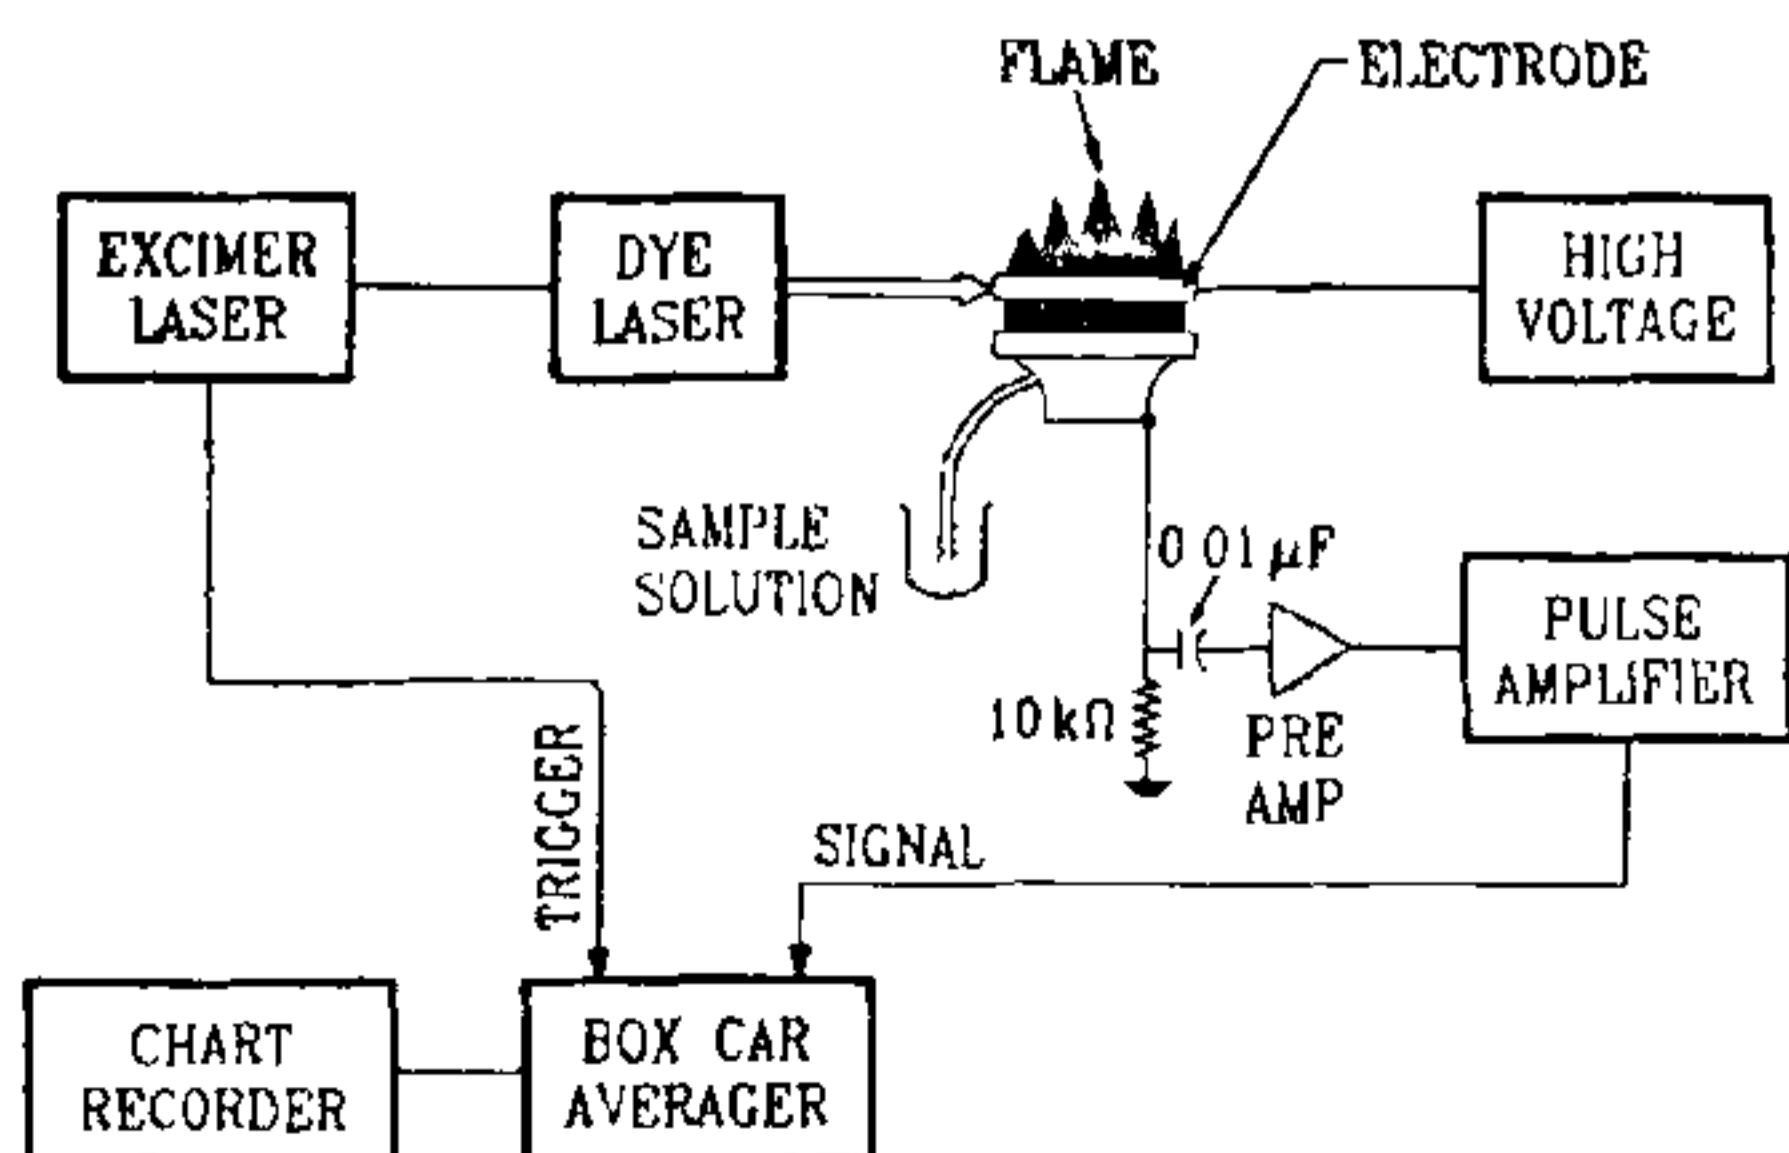 FLAME
ELECTRODE
EXCIMER
LASER
DYE
LASER
HIGH
VOLTAGE
SAMPLE
SOLUTION
0 01 μF
PULSE
AMPLIFIER
10 kΩ
PRE
AMP
TRIGGER
SIGNAL
CHART
RECORDER
BOX CAR
AVERAGER